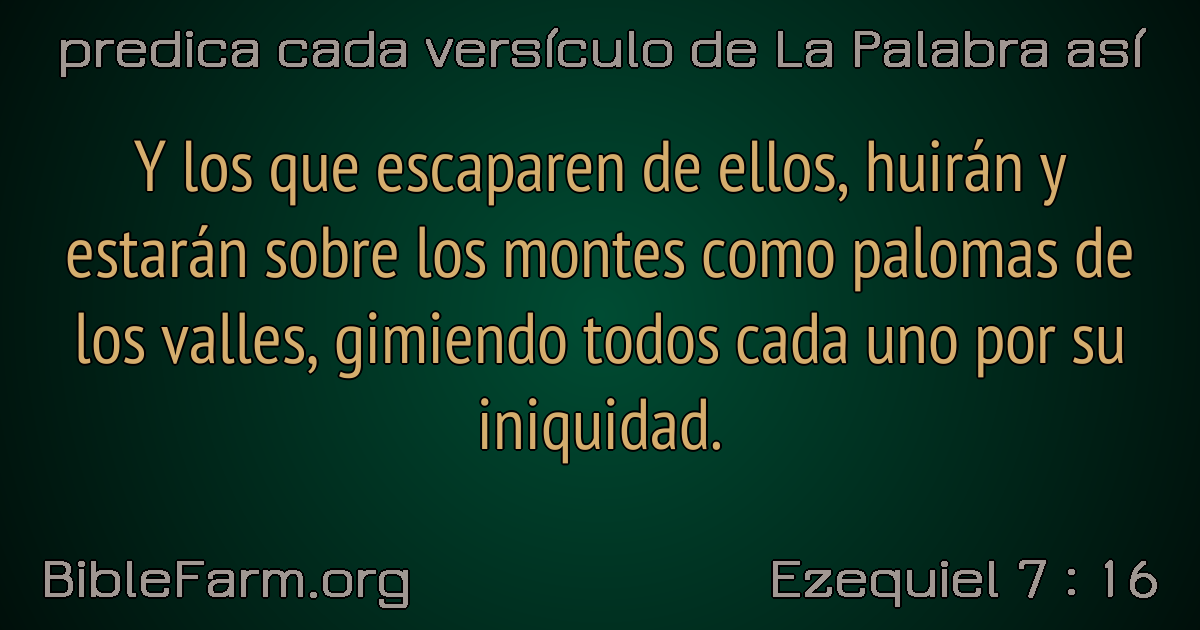 predica cada versículo de La Palabra así
Y los que escaparen de ellos, huirán y
estarán sobre los montes como palomas de
los valles, gimiendo todos cada uno por su
iniquidad.
BibleFarm.org
Ezequiel 7 : 16